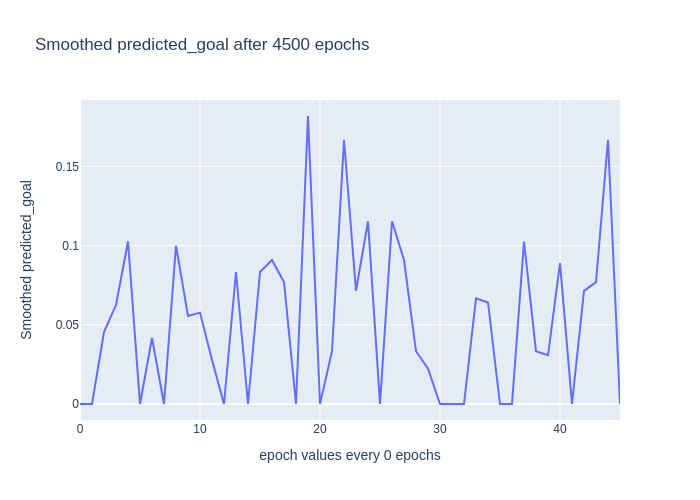 Smoothed predicted_goal after 4500 epochs
Smoothed predicted_goal
0.15
0.1
0.05
0
0 10 20 30 40
epoch values every 0 epochs